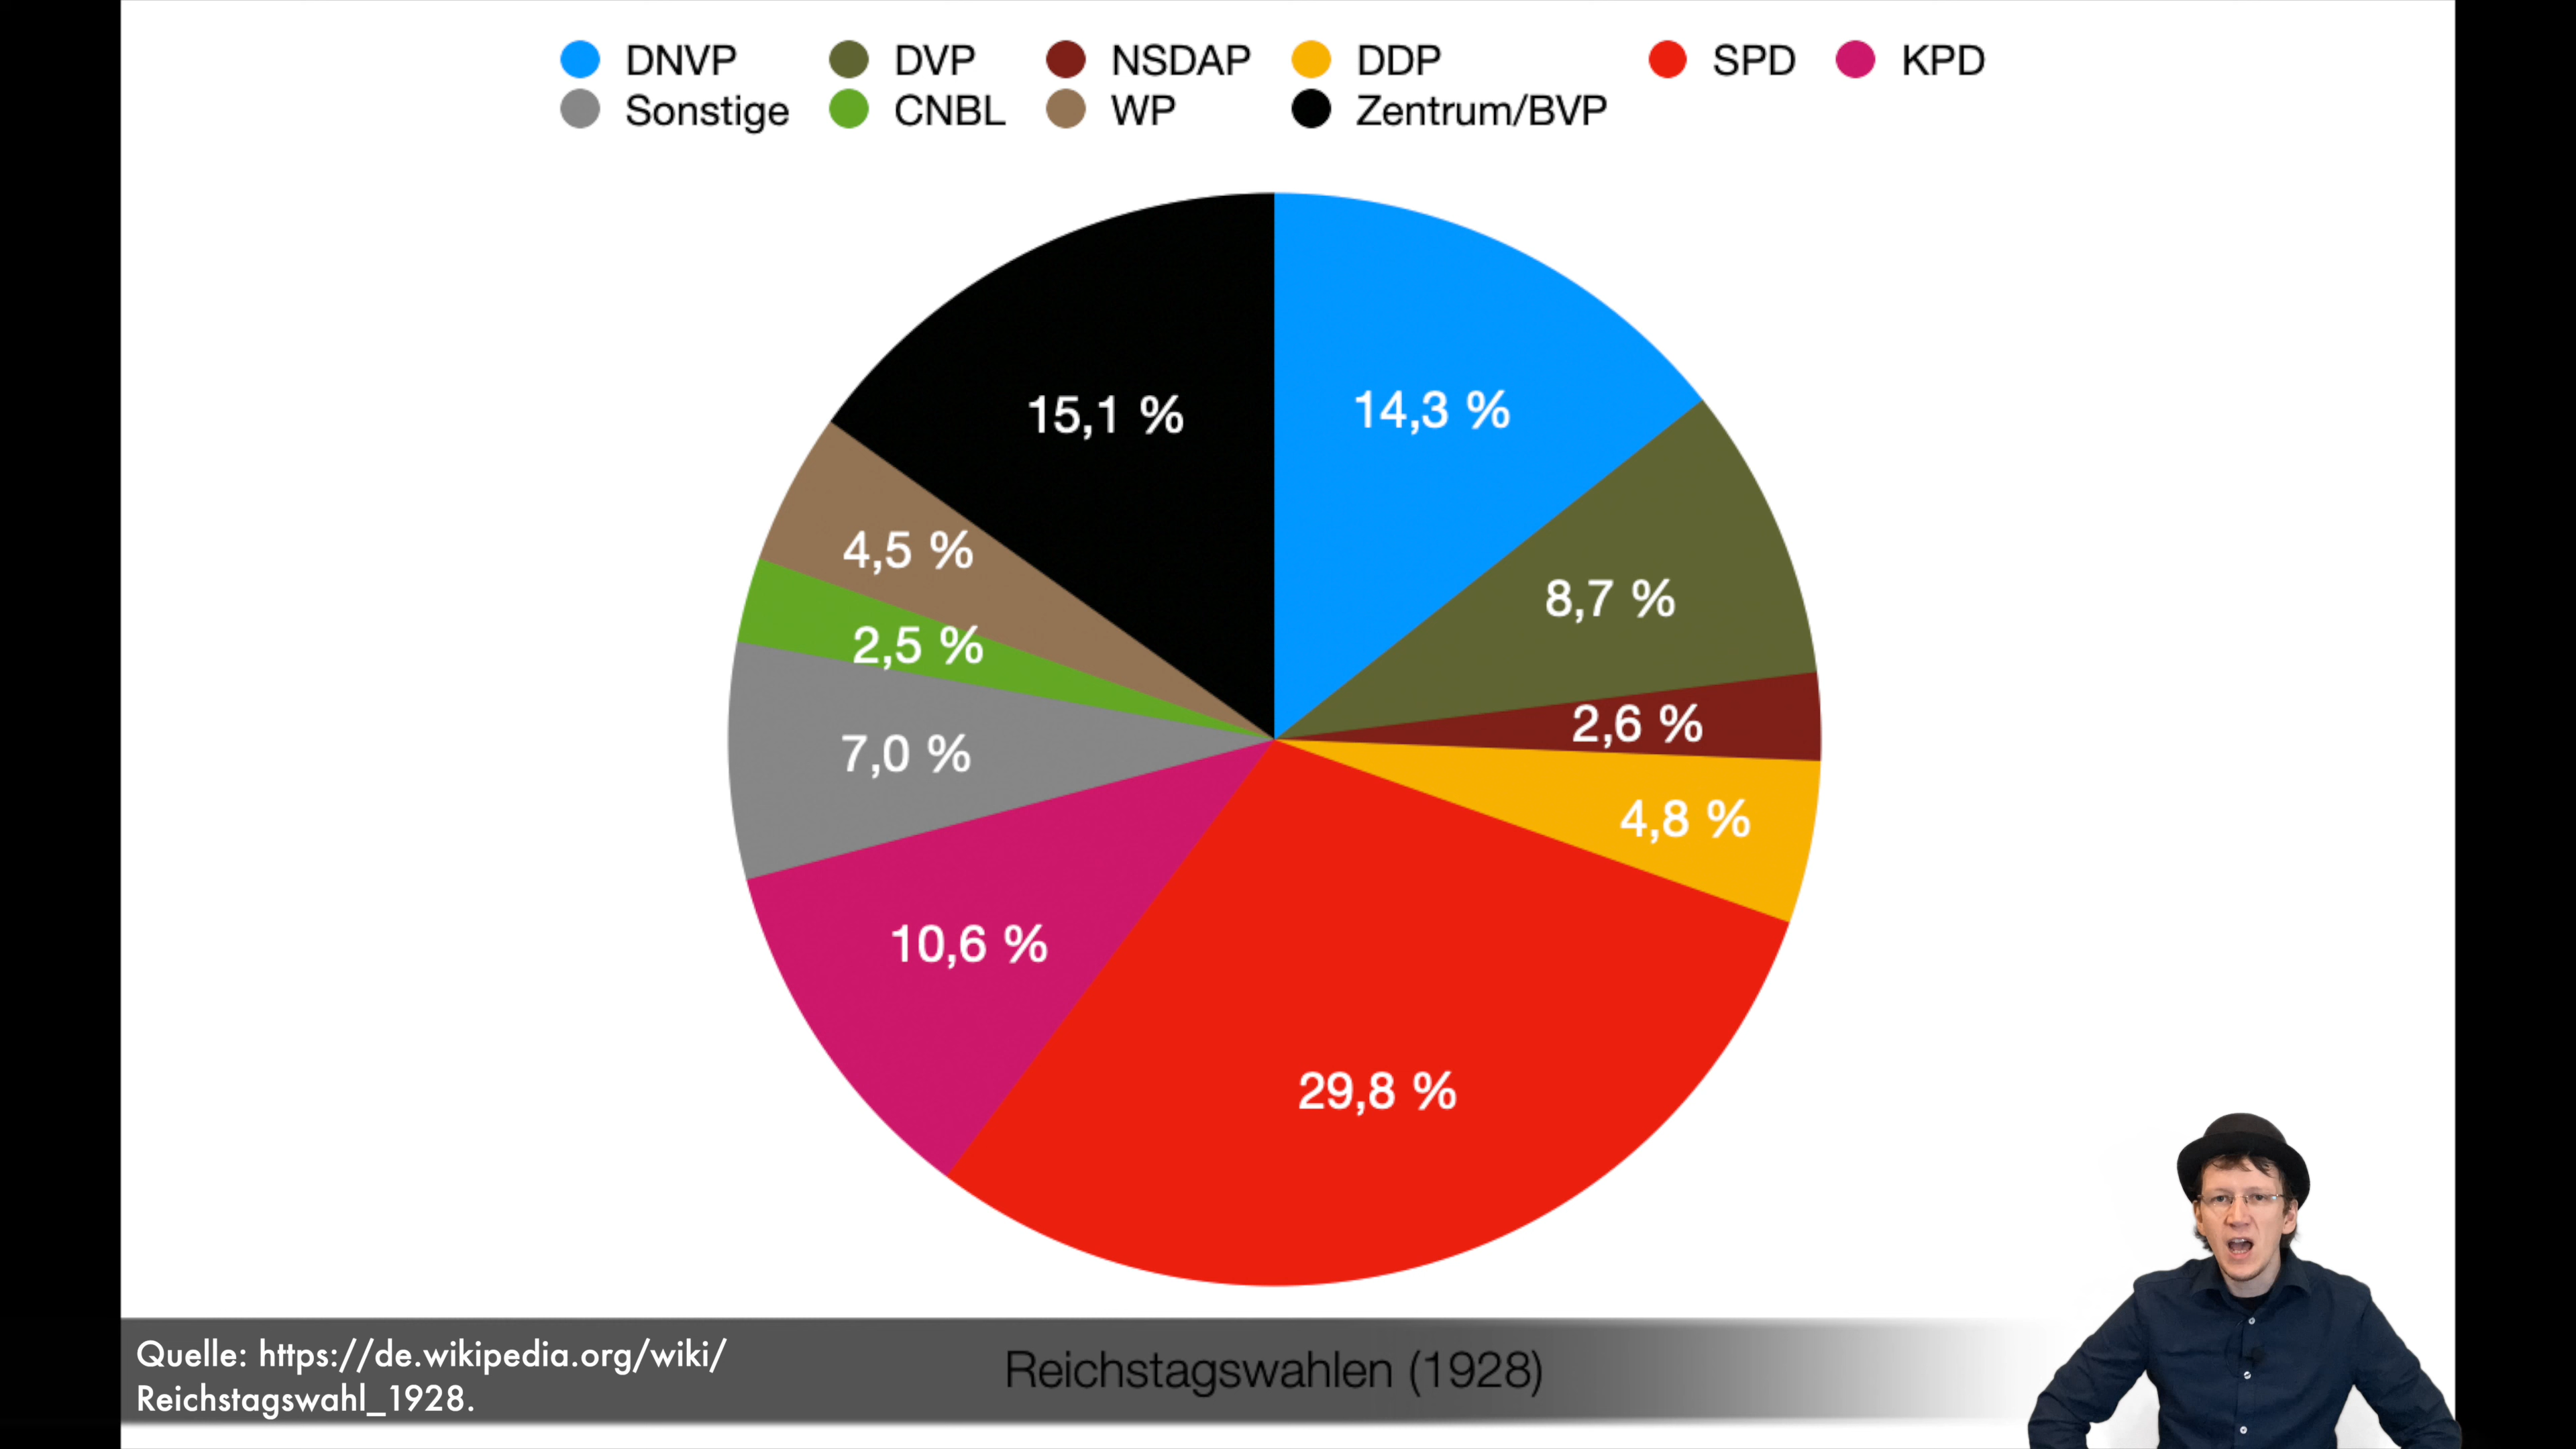 DNVP DVP NSDAP DDP SPD KPD
Sonstige CNBL WP Zentrum/BVP
15,1 % 14,3 %
4,5 % 8,7 %
2,5 % 2,6 %
7,0 % 4,8 %
10,6 %
29,8 %
Quelle: https://de.wikipedia.org/wiki/
Reichstagswahl_1928.
Reichstagswahlen (1928)